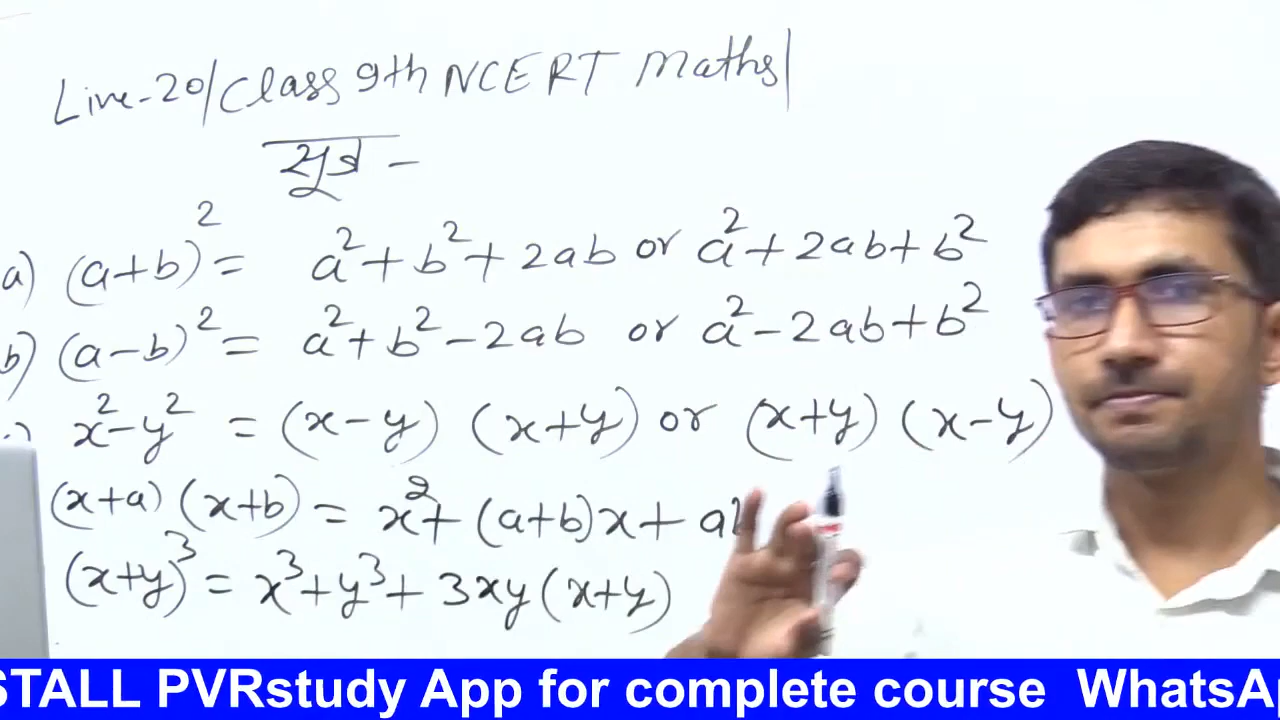 Live-20/Class 9th NCERT Maths/
सूत्र -
a) (a+b)² = a²+b²+2ab or a²+2ab+b²
b) (a-b)² = a²+b²-2ab or a²-2ab+b²
x²-y² = (x-y) (x+y) or (x+y) (x-y)
(x+a) (x+b) = x²+(a+b)x+a
(x+y)³ = x³+y³+3xy(x+y)
STALL PVRstudy App for complete course WhatsAp